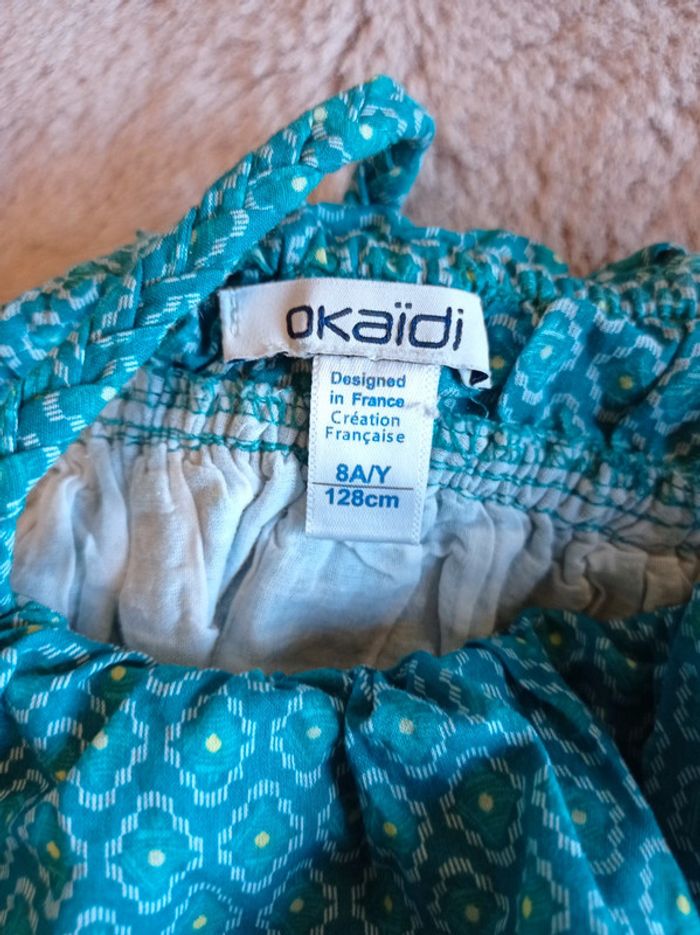 oKaïdi
Designed
in France
Création
Française
8A/Y
128cm